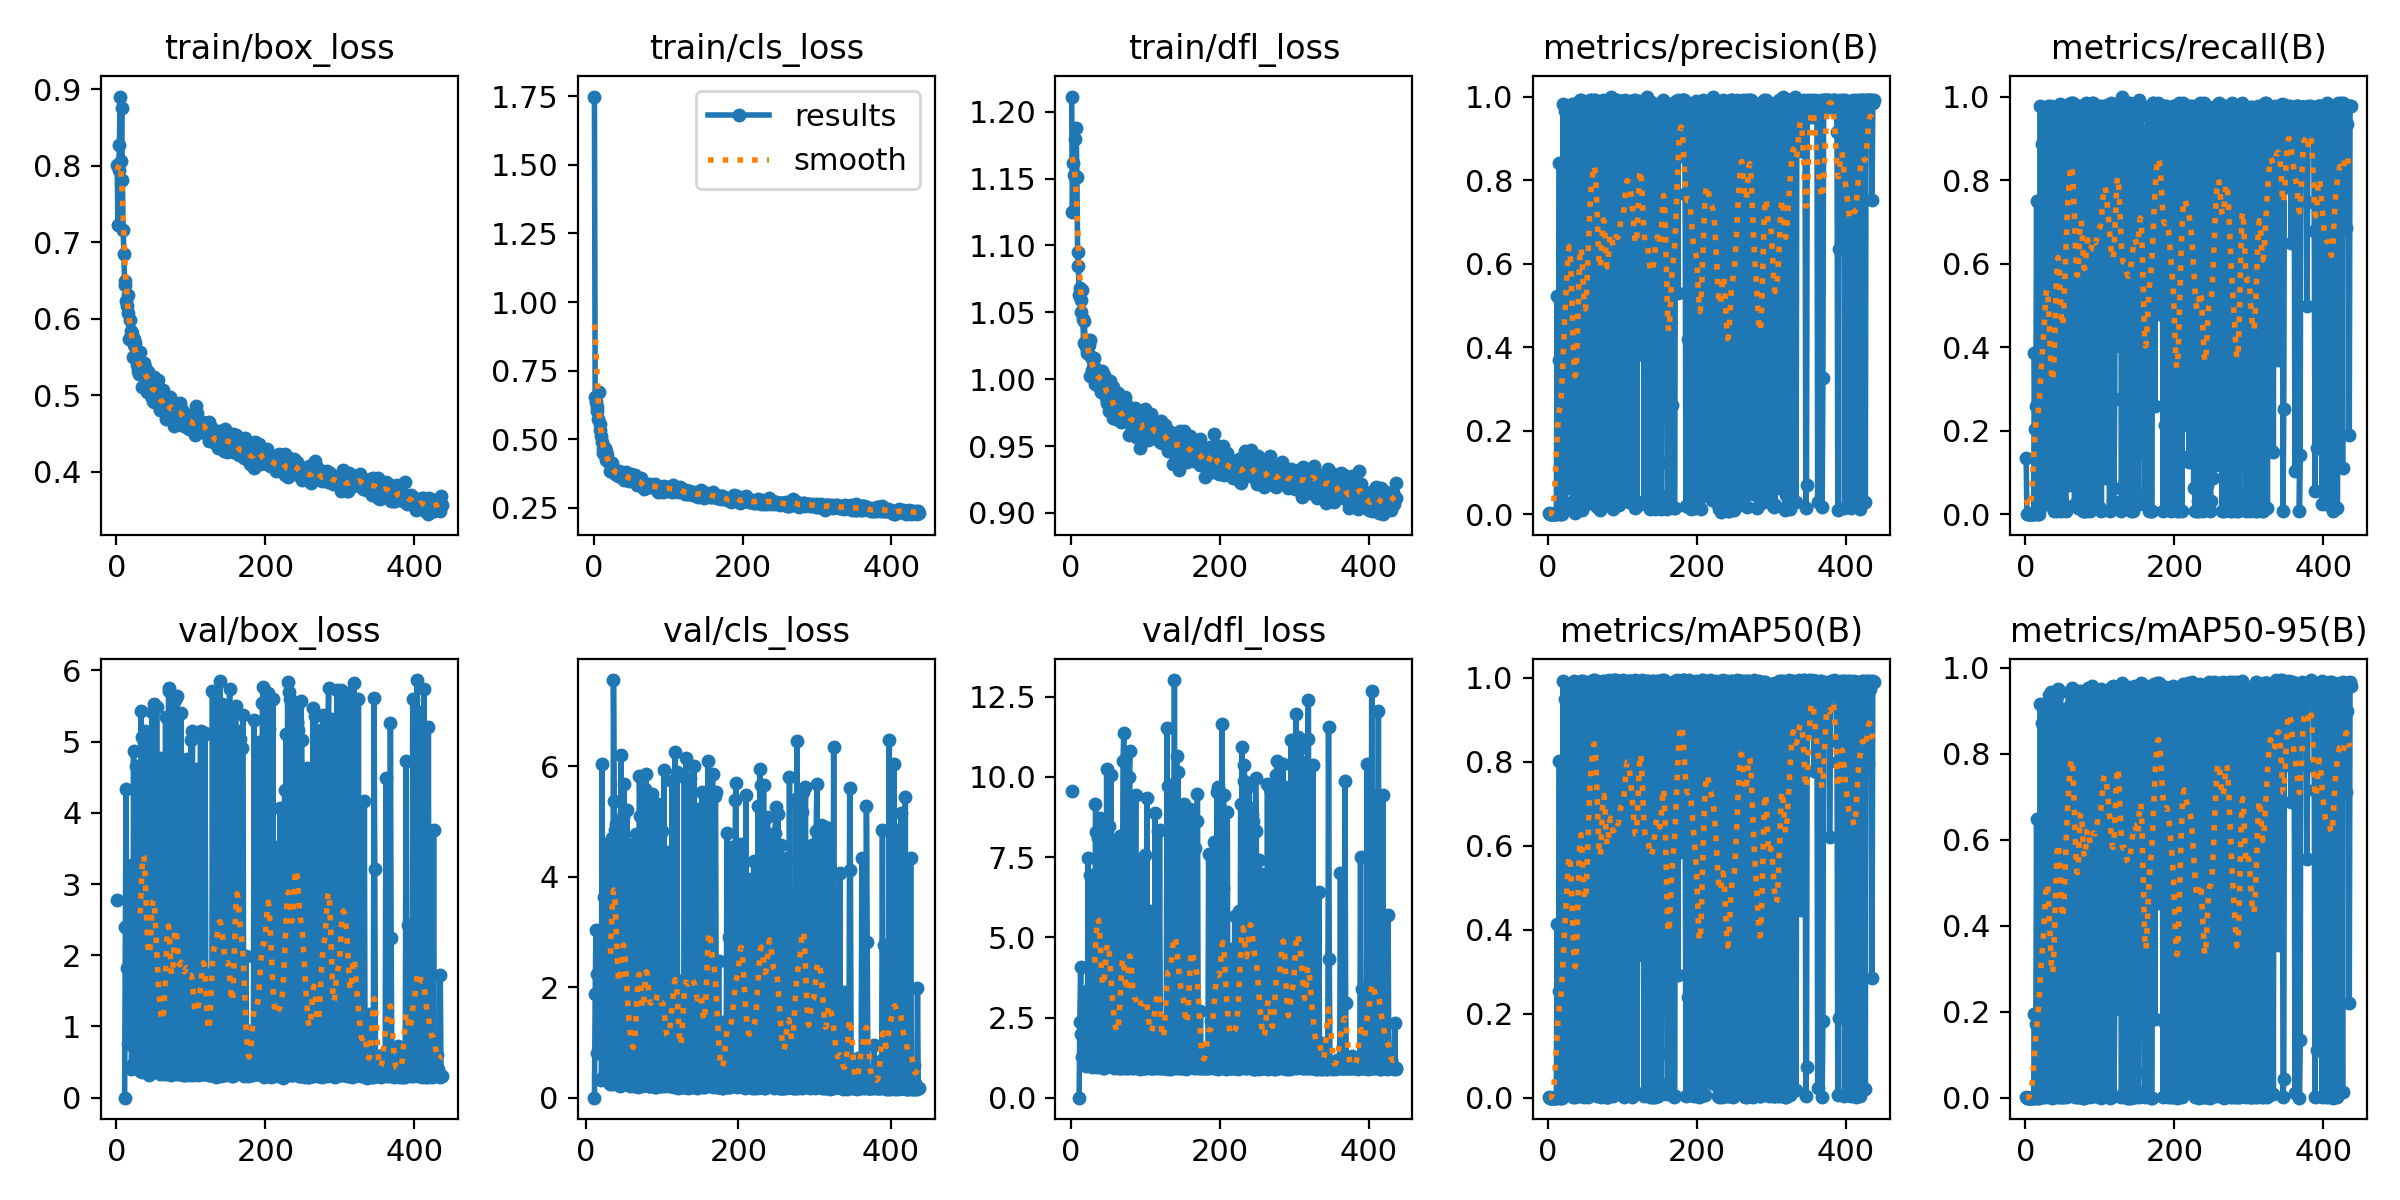 train/box_loss
0.9
0.8
0.7
0.6
0.5
0.4
0 200 400
train/cls_loss
results
smooth
1.75
1.50
1.25
1.00
0.75
0.50
0.25
0 200 400
train/dfl_loss
1.20
1.15
1.10
1.05
1.00
0.95
0.90
0 200 400
metrics/precision(B)
1.0
0.8
0.6
0.4
0.2
0.0
0 200 400
metrics/recall(B)
1.0
0.8
0.6
0.4
0.2
0.0
0 200 400
val/box_loss
6
5
4
3
2
1
0
0 200 400
val/cls_loss
6
4
2
0
0 200 400
val/dfl_loss
12.5
10.0
7.5
5.0
2.5
0.0
0 200 400
metrics/mAP50(B)
1.0
0.8
0.6
0.4
0.2
0.0
0 200 400
metrics/mAP50-95(B)
1.0
0.8
0.6
0.4
0.2
0.0
0 200 400